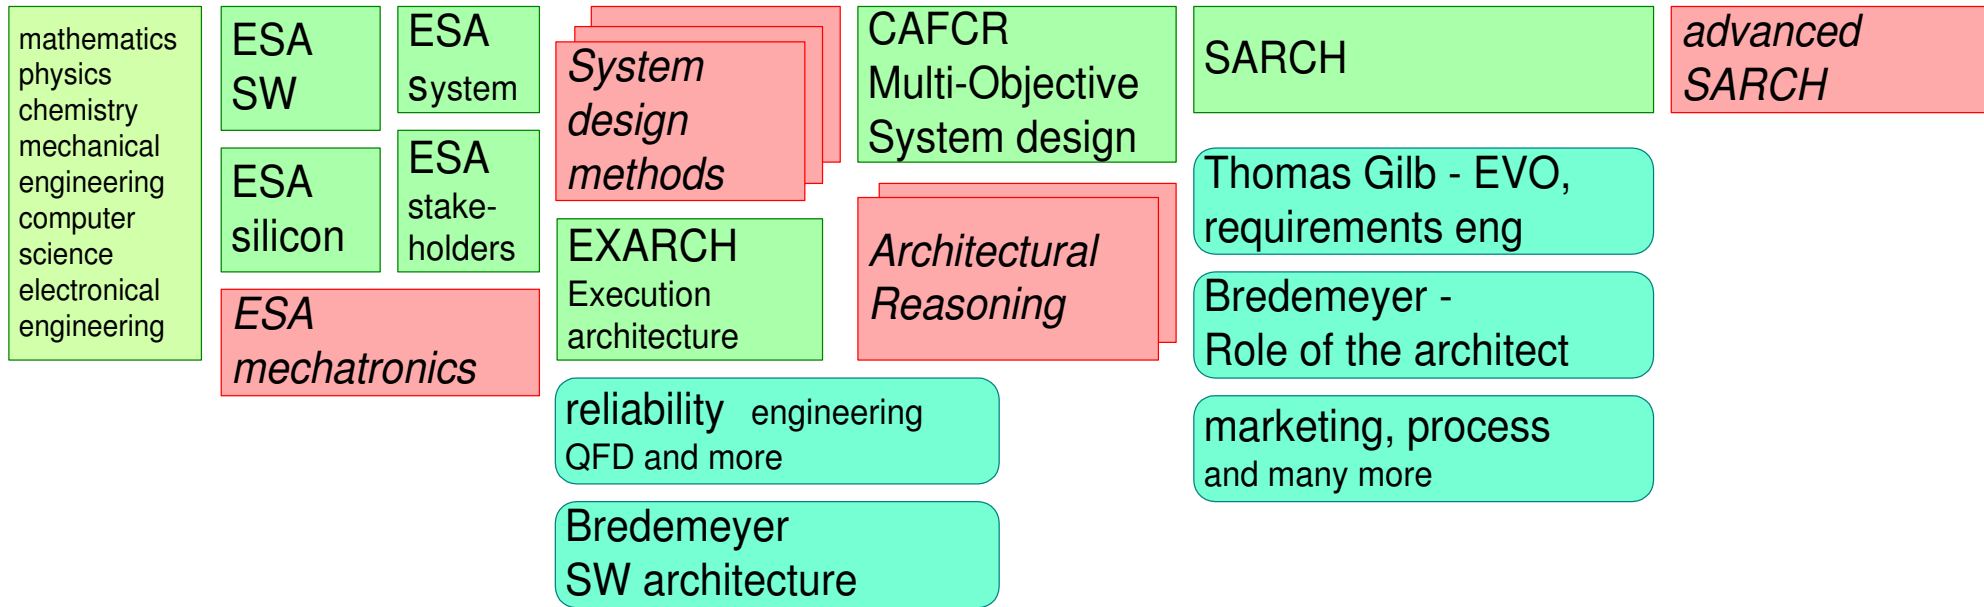 mathematics
physics
chemistry
mechanical
engineering
computer
science
electronical
engineering
ESA
SW
ESA
system
ESA
silicon
ESA
stake-
holders
ESA
mechatronics
System
design
methods
EXARCH
Execution
architecture
reliability engineering
QFD and more
Bredemeyer
SW architecture
CAFCR
Multi-Objective
System design
Architectural
Reasoning
SARCH
Thomas Gilb - EVO,
requirements eng
Bredemeyer -
Role of the architect
marketing, process
and many more
advanced
SARCH